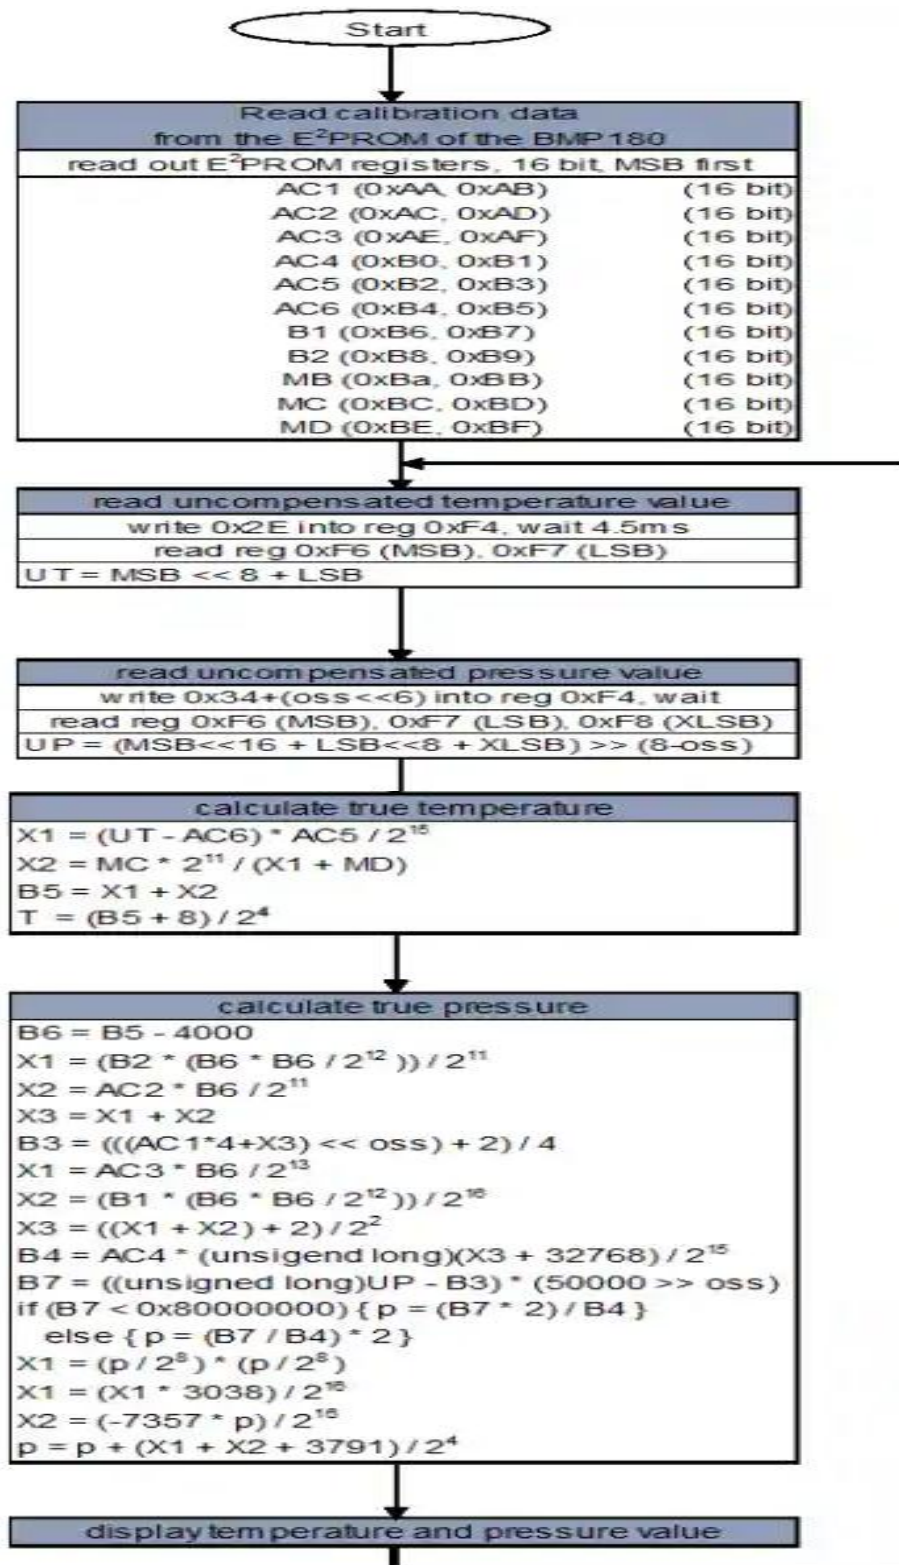 Start
Read calibration data
from the E²PROM of the BMP180
read out E²PROM registers, 16 bit, MSB first
AC1 (0xAA, 0xAB) (16 bit)
AC2 (0xAC, 0xAD) (16 bit)
AC3 (0xAE, 0xAF) (16 bit)
AC4 (0xB0, 0xB1) (16 bit)
AC5 (0xB2, 0xB3) (16 bit)
AC6 (0xB4, 0xB5) (16 bit)
B1 (0xB6, 0xB7) (16 bit)
B2 (0xB8, 0xB9) (16 bit)
MB (0xBa, 0xBB) (16 bit)
MC (0xBC, 0xBD) (16 bit)
MD (0xBE, 0xBF) (16 bit)
read uncompensated temperature value
write 0x2E into reg 0xF4, wait 4.5ms
read reg 0xF6 (MSB), 0xF7 (LSB)
UT = MSB << 8 + LSB
read uncompensated pressure value
write 0x34+(oss<<6) into reg 0xF4, wait
read reg 0xF6 (MSB), 0xF7 (LSB), 0xF8 (XLSB)
UP = (MSB<<16 + LSB<<8 + XLSB) >> (8-oss)
calculate true temperature
X1 = (UT - AC6) * AC5 / 2¹⁵
X2 = MC * 2¹¹ / (X1 + MD)
B5 = X1 + X2
T = (B5 + 8) / 2⁴
calculate true pressure
B6 = B5 - 4000
X1 = (B2 * (B6 * B6 / 2¹² )) / 2¹¹
X2 = AC2 * B6 / 2¹¹
X3 = X1 + X2
B3 = (((AC1*4+X3) << oss) + 2) / 4
X1 = AC3 * B6 / 2¹³
X2 = (B1 * (B6 * B6 / 2¹² )) / 2¹⁶
X3 = ((X1 + X2) + 2) / 2²
B4 = AC4 * (unsigend long)(X3 + 32768) / 2¹⁵
B7 = ((unsigned long)UP - B3) * (50000 >> oss)
if (B7 < 0x80000000) { p = (B7 * 2) / B4 }
else { p = (B7 / B4) * 2 }
X1 = (p / 2⁸) * (p / 2⁸)
X1 = (X1 * 3038) / 2¹⁶
X2 = (-7357 * p) / 2¹⁶
p = p + (X1 + X2 + 3791) / 2⁴
display temperature and pressure value